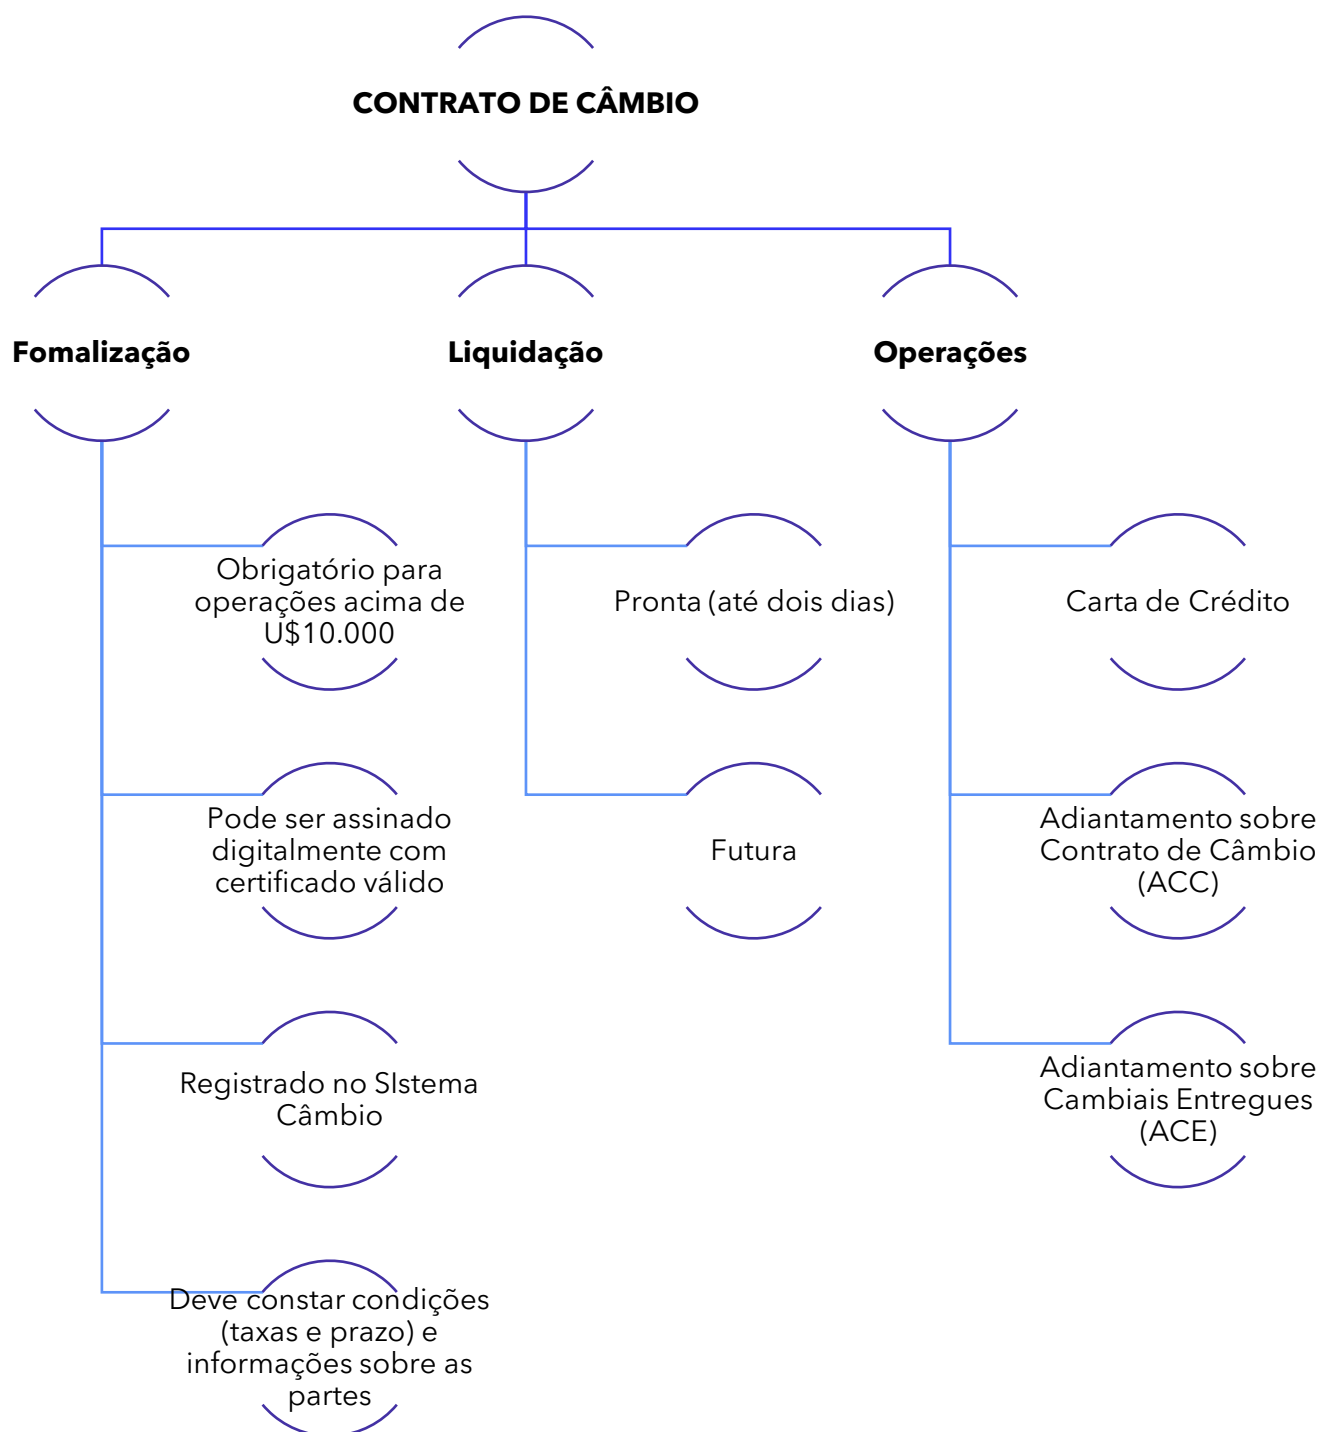 CONTRATO DE CÂMBIO
Fomalização
Obrigatório para
operações acima de
U$10.000
Pode ser assinado
digitalmente com
certificado válido
Registrado no SIstema
Câmbio
Deve constar condições
(taxas e prazo) e
informações sobre as
partes
Liquidação
Pronta (até dois dias)
Futura
Operações
Carta de Crédito
Adiantamento sobre
Contrato de Câmbio
(ACC)
Adiantamento sobre
Cambiais Entregues
(ACE)